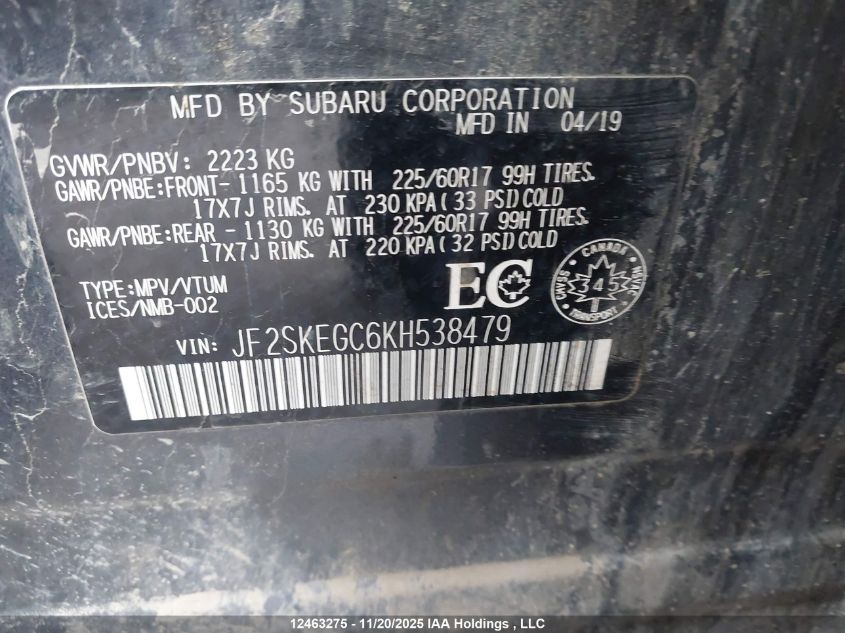 MFD BY SUBARU CORPORATION
MFD IN 04/19
GVWR/PNBV: 2223 KG
GAWR/PNBE:FRONT- 1165 KG WITH 225/60R17 99H TIRES.
17X7J RIMS. AT 230 KPA( 33 PSI) COLD
GAWR/PNBE:REAR - 1130 KG WITH 225/60R17 99H TIRES.
17X7J RIMS. AT 220 KPA( 32 PSI) COLD
TYPE:MPV/VTUM
ICES/NMB-002
EC
CANADA
CMVSS 345 NSVAC
VIN: JF2SKEGC6KH538479
12463275 - 11/20/2025 IAA Holdings , LLC